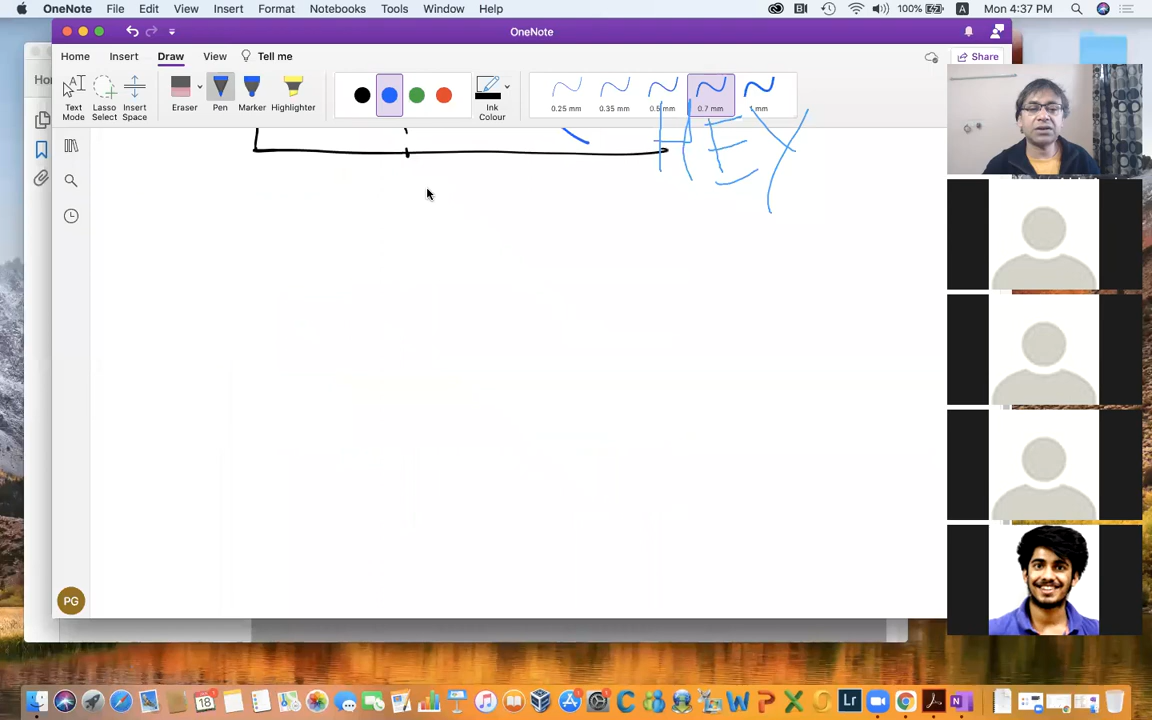 OneNote File Edit View Insert Format Notebooks Tools Window Help 100% A Mon 4:37 PM
OneNote
Home Insert Draw View Tell me Share
Text Mode Lasso Select Insert Space Eraser Pen Marker Highlighter Ink Colour 0.25 mm 0.35 mm 0.5 mm 0.7 mm mm
HEY
PG
18